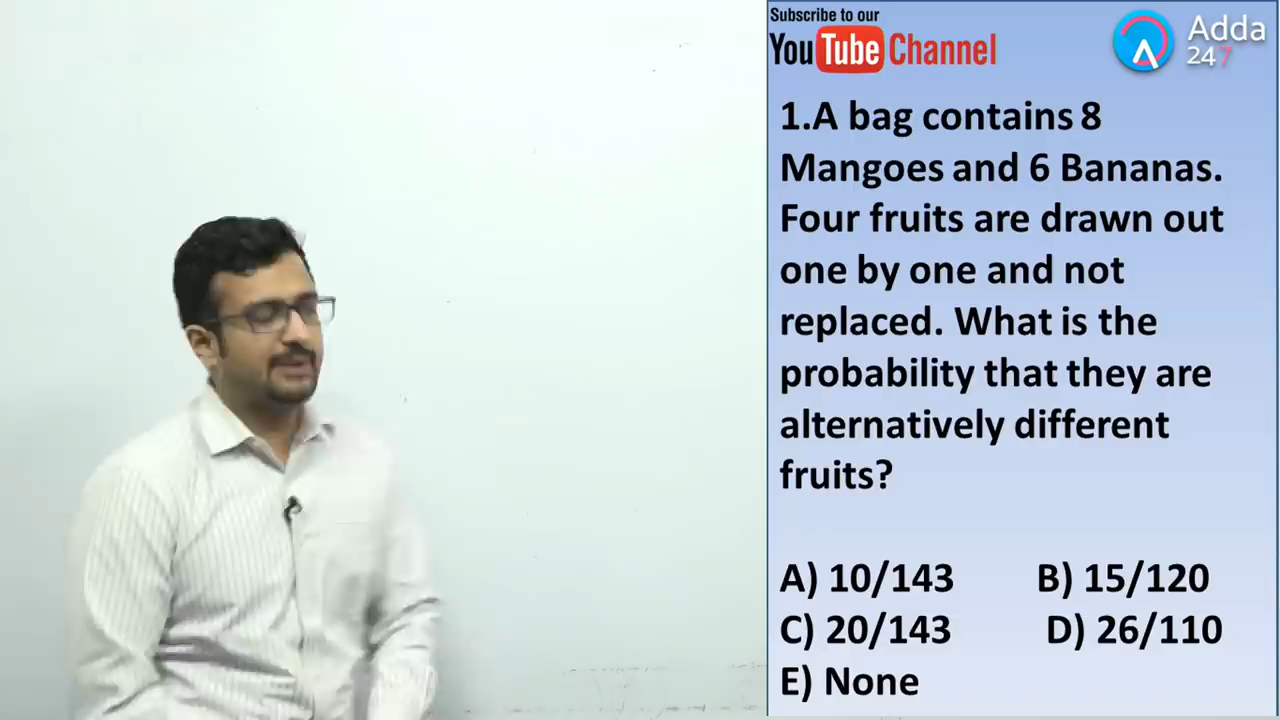 Subscribe to our
YouTube Channel
Adda
247
1.A bag contains 8
Mangoes and 6 Bananas.
Four fruits are drawn out
one by one and not
replaced. What is the
probability that they are
alternatively different
fruits?
A) 10/143 B) 15/120
C) 20/143 D) 26/110
E) None